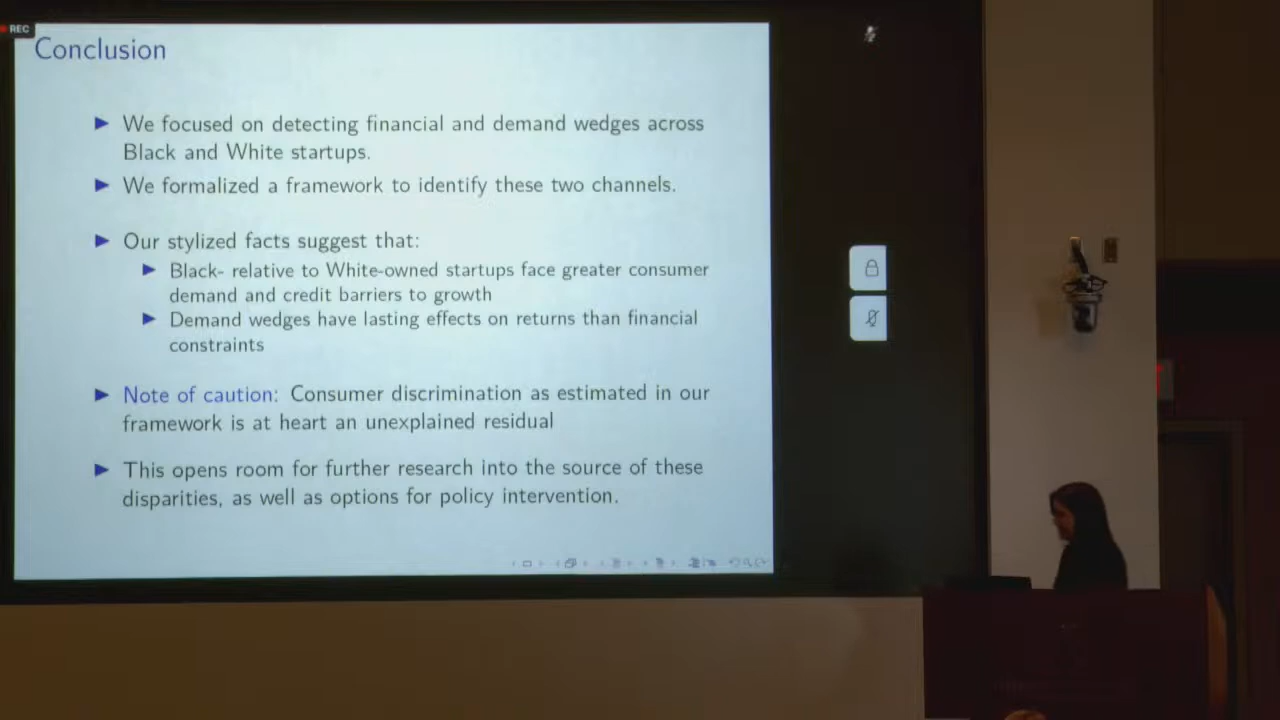 REC
Conclusion
We focused on detecting financial and demand wedges across
Black and White startups.
We formalized a framework to identify these two channels.
Our stylized facts suggest that:
Black- relative to White-owned startups face greater consumer
demand and credit barriers to growth
Demand wedges have lasting effects on returns than financial
constraints
Note of caution: Consumer discrimination as estimated in our
framework is at heart an unexplained residual
This opens room for further research into the source of these
disparities, as well as options for policy intervention.